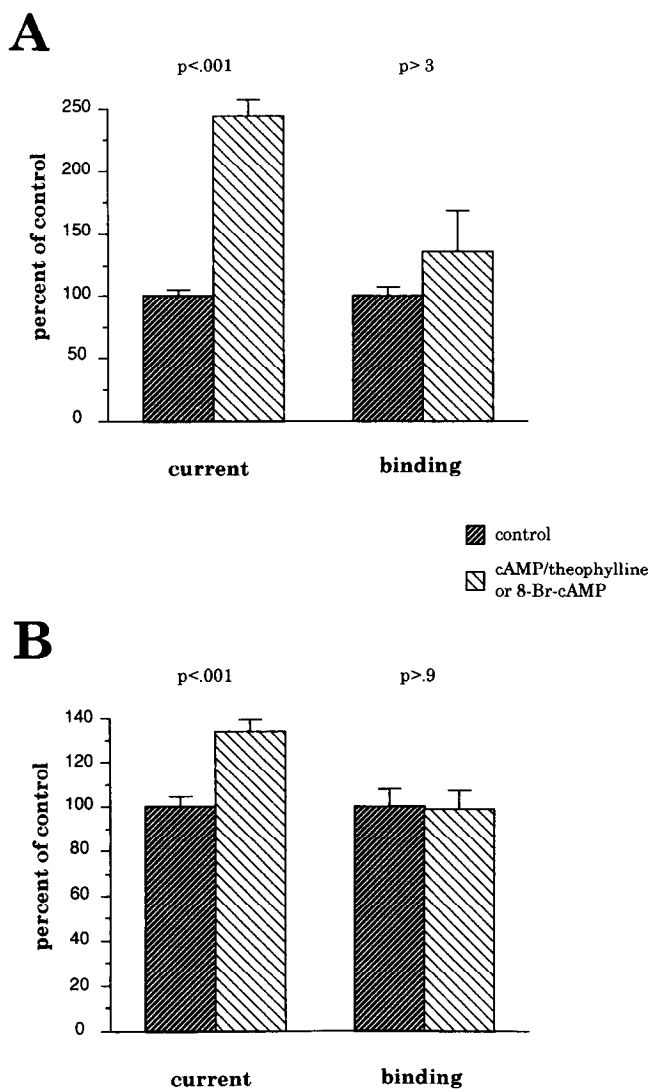 A
p<.001 p> 3
250
200
150
100
50
0
percent of control
current binding
control
cAMP/theophylline
or 8-Br-cAMP
B
p<.001 p>.9
140
120
100
80
60
40
20
0
percent of control
current binding